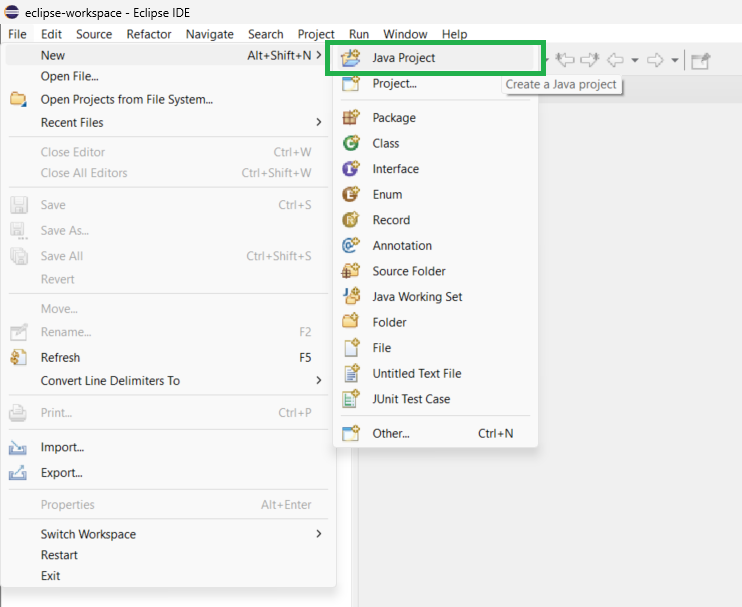 eclipse-workspace - Eclipse IDE
File Edit Source Refactor Navigate Search Project Run Window Help
New Alt+Shift+N
Open File...
Open Projects from File System...
Recent Files
Close Editor Ctrl+W
Close All Editors Ctrl+Shift+W
Save Ctrl+S
Save As...
Save All Ctrl+Shift+S
Revert
Move...
Rename... F2
Refresh F5
Convert Line Delimiters To
Print... Ctrl+P
Import...
Export...
Properties Alt+Enter
Switch Workspace
Restart
Exit
Java Project
Project...
Create a Java project
Package
Class
Interface
Enum
Record
Annotation
Source Folder
Java Working Set
Folder
File
Untitled Text File
JUnit Test Case
Other... Ctrl+N